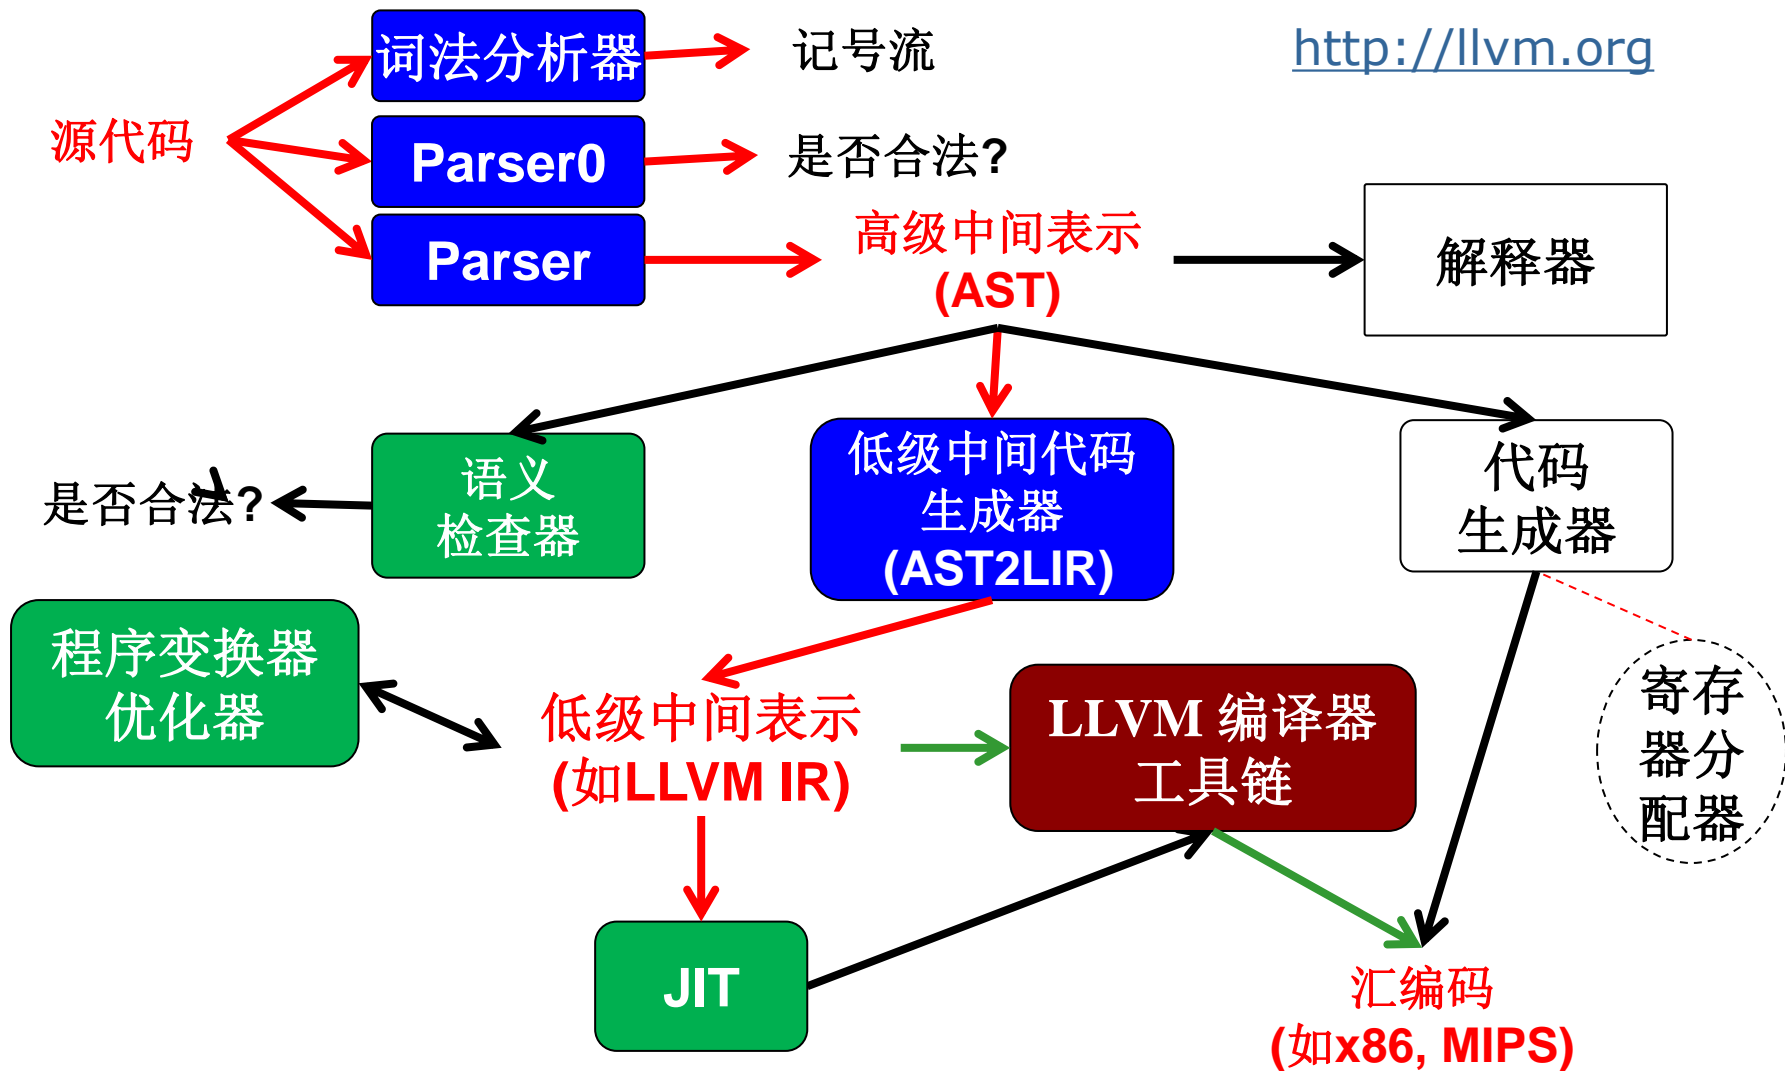 词法分析器
记号流
http://llvm.org
源代码
Parser0
是否合法?
Parser
高级中间表示
(AST)
解释器
语义
检查器
是否合法?
低级中间代码
生成器
(AST2LIR)
代码
生成器
程序变换器
优化器
低级中间表示
(如LLVM IR)
LLVM 编译器
工具链
寄存
器分
配器
JIT
汇编码
(如x86, MIPS)